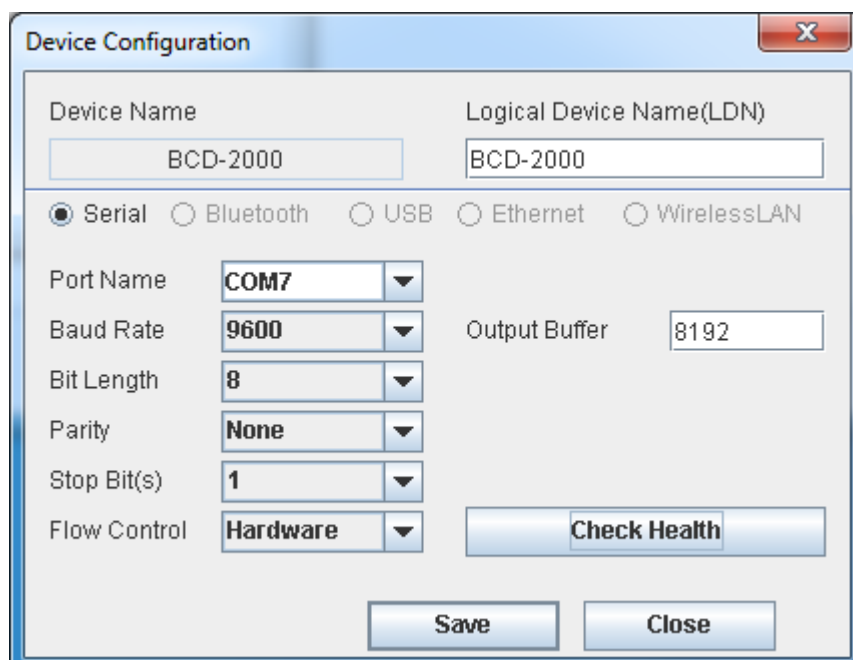 Device Configuration
Device Name Logical Device Name(LDN)
BCD-2000 BCD-2000
Serial Bluetooth USB Ethernet WirelessLAN
Port Name COM7
Baud Rate 9600 Output Buffer 8192
Bit Length 8
Parity None
Stop Bit(s) 1
Flow Control Hardware Check Health
Save Close